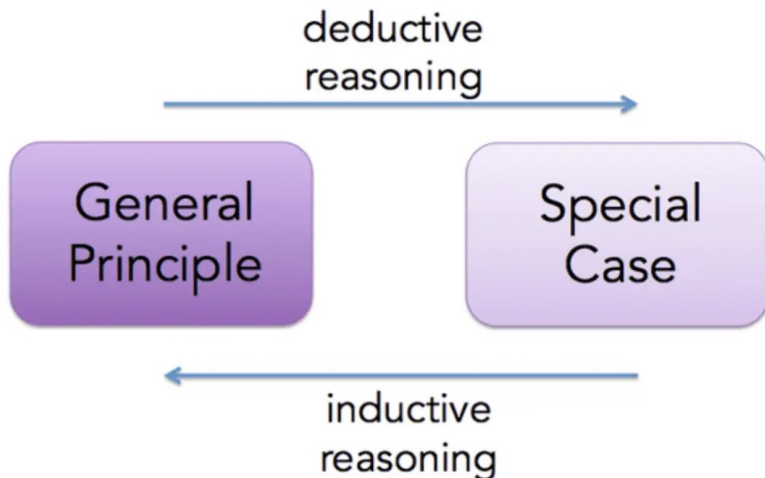 deductive
reasoning
General
Principle
Special
Case
inductive
reasoning